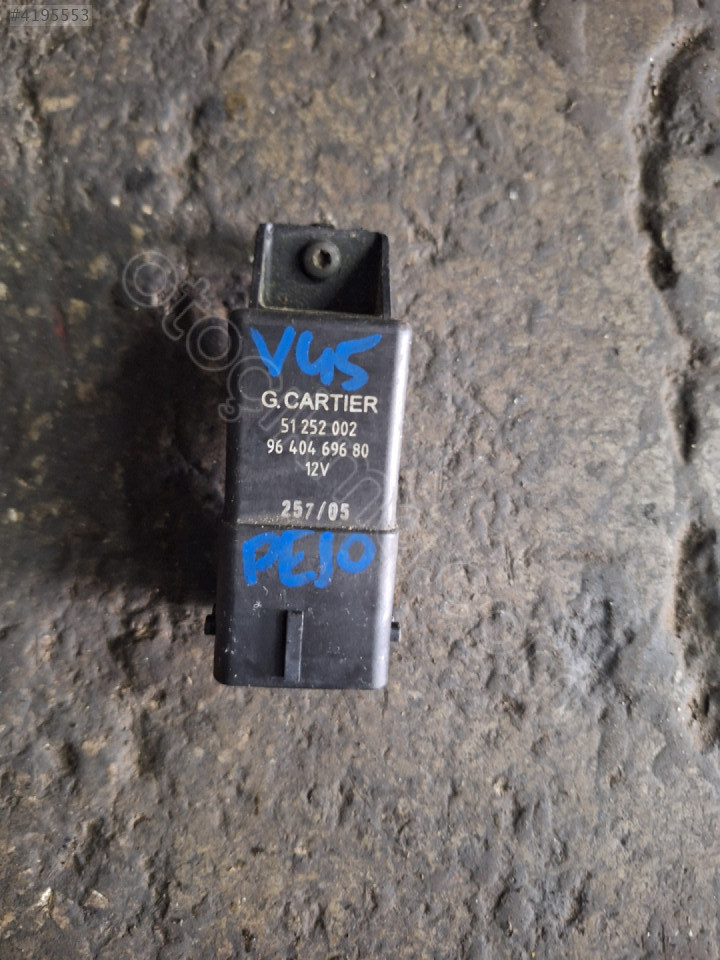 #4195553
V45
G.CARTIER
51 252 002
96 404 696 80
12V
257/05
PEJO